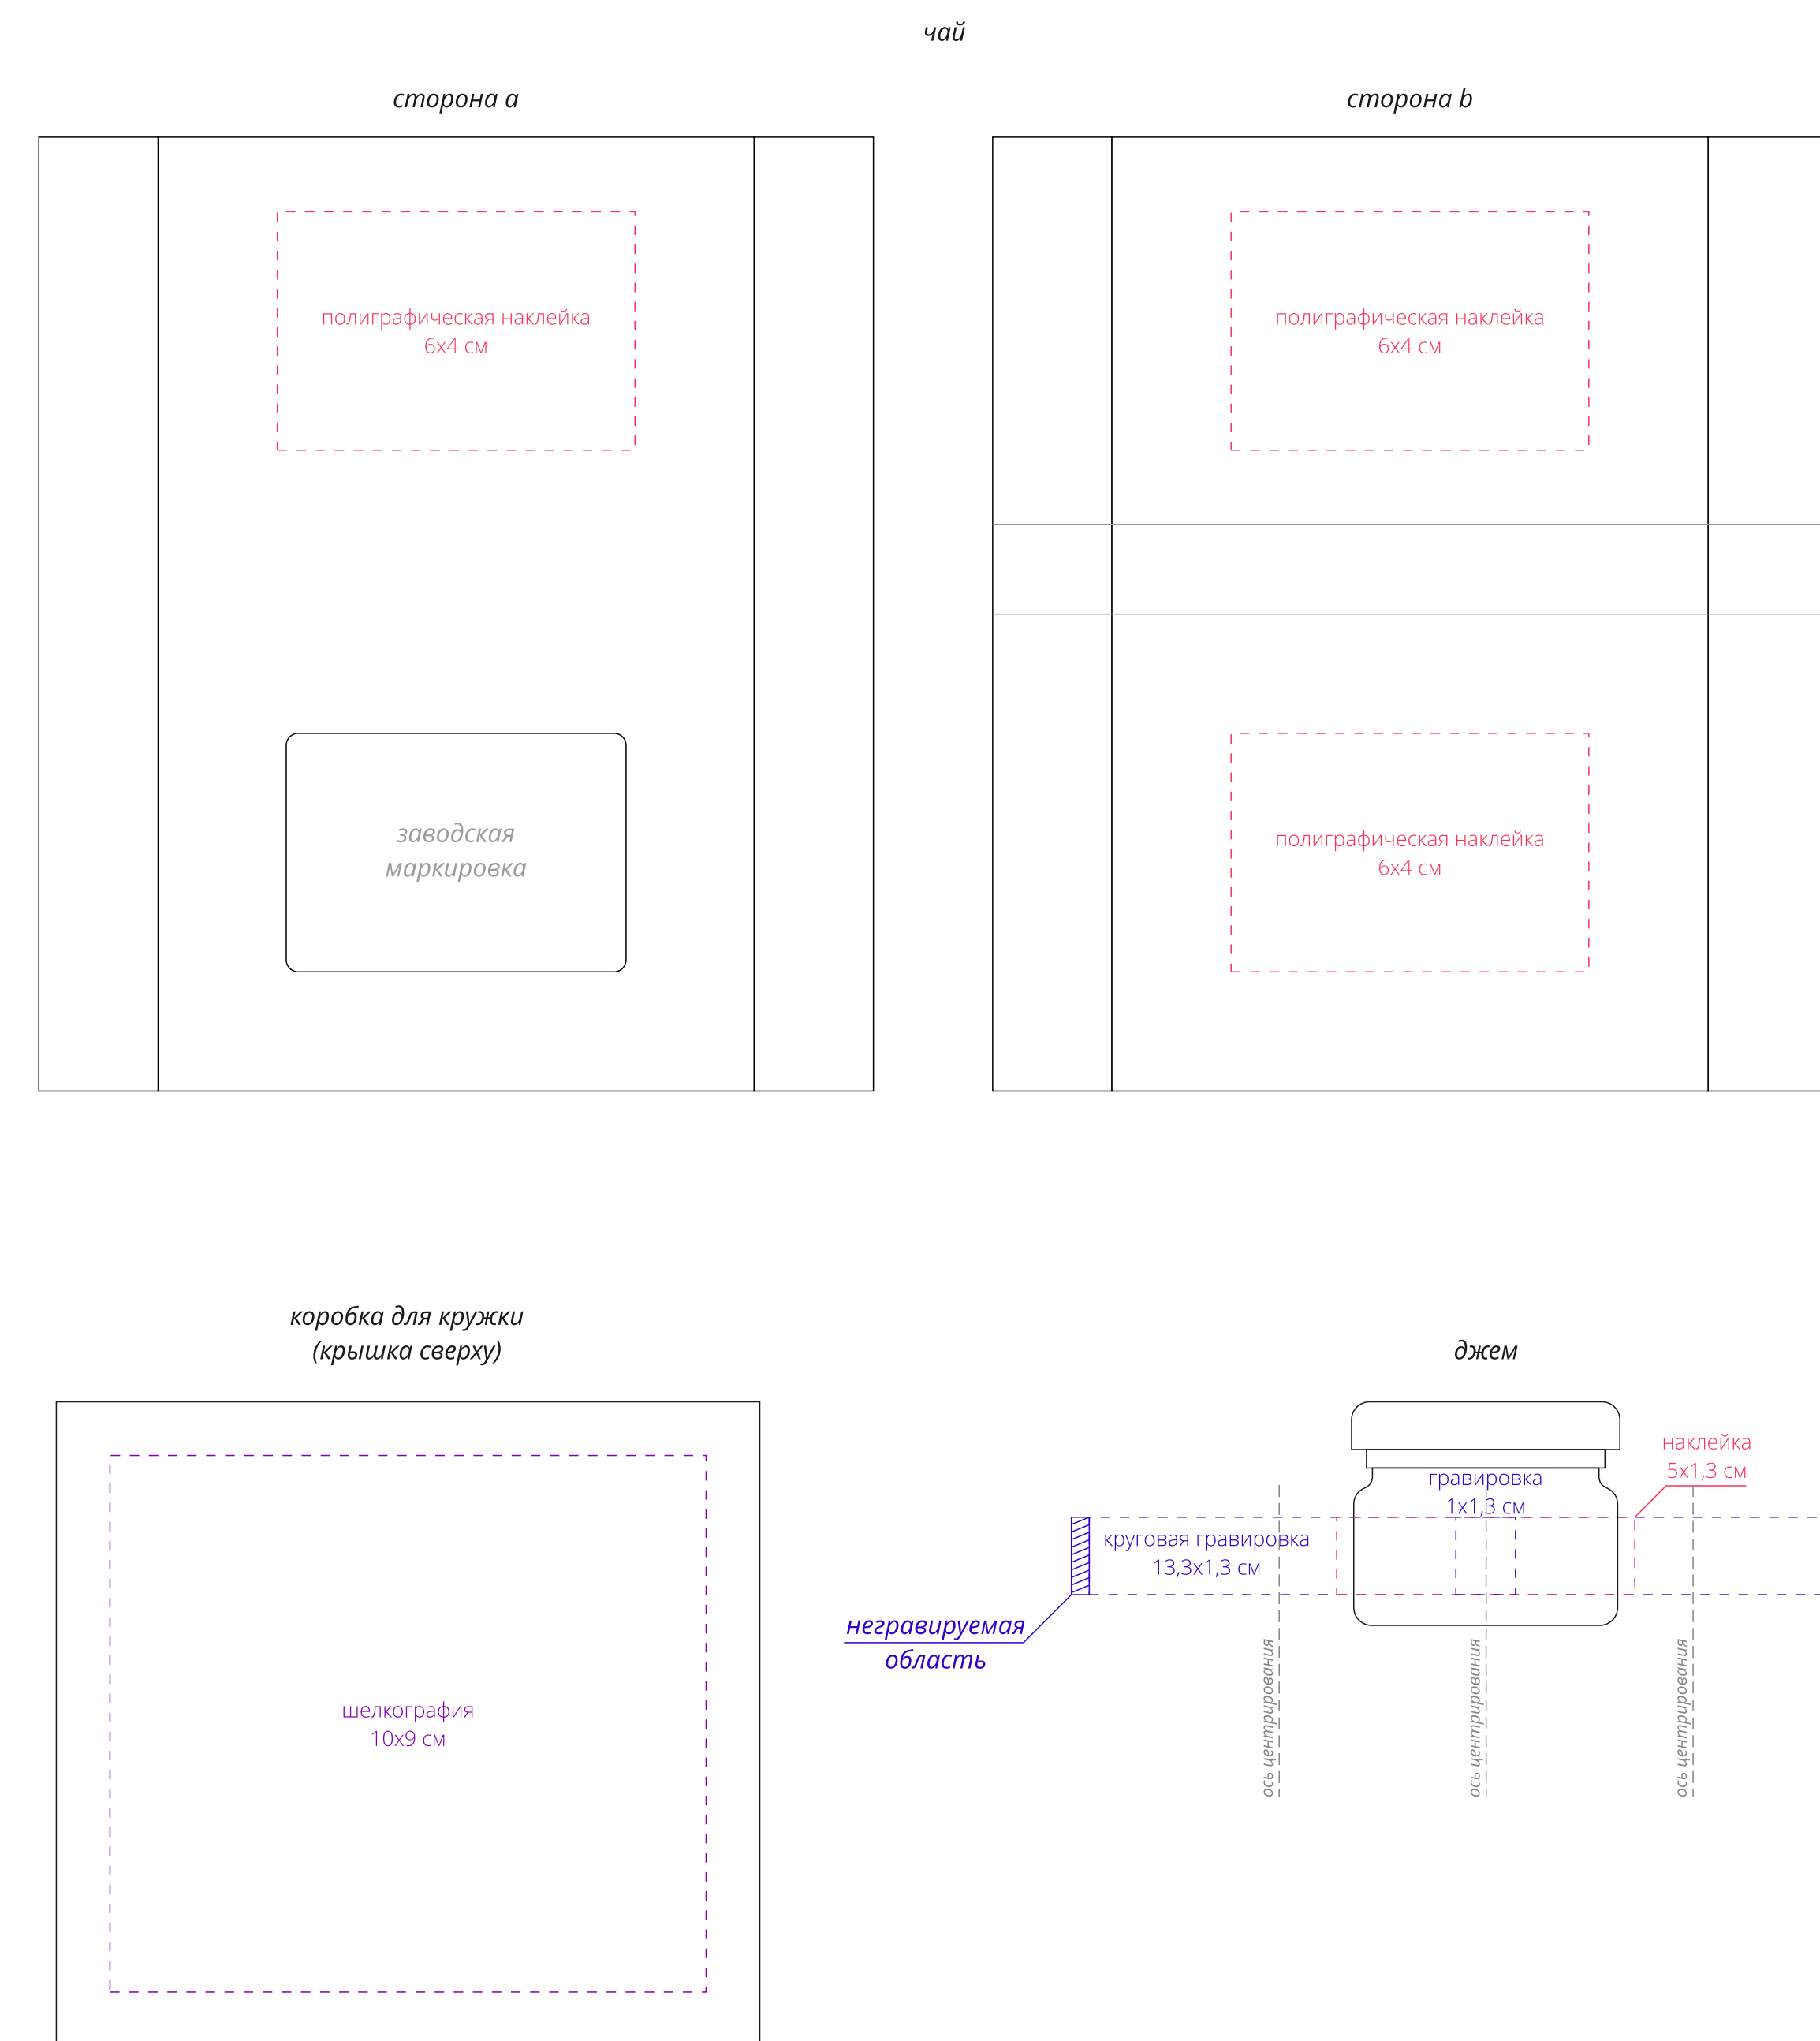 чай
сторона a
сторона b
полиграфическая наклейка
6х4 см
полиграфическая наклейка
6х4 см
заводская
маркировка
полиграфическая наклейка
6х4 см
коробка для кружки
(крышка сверху)
шелкография
10х9 см
джем
наклейка
5х1,3 см
гравировка
1х1,3 см
круговая гравировка
13,3х1,3 см
негравируемая
область
ось центрирования
ось центрирования
ось центрирования